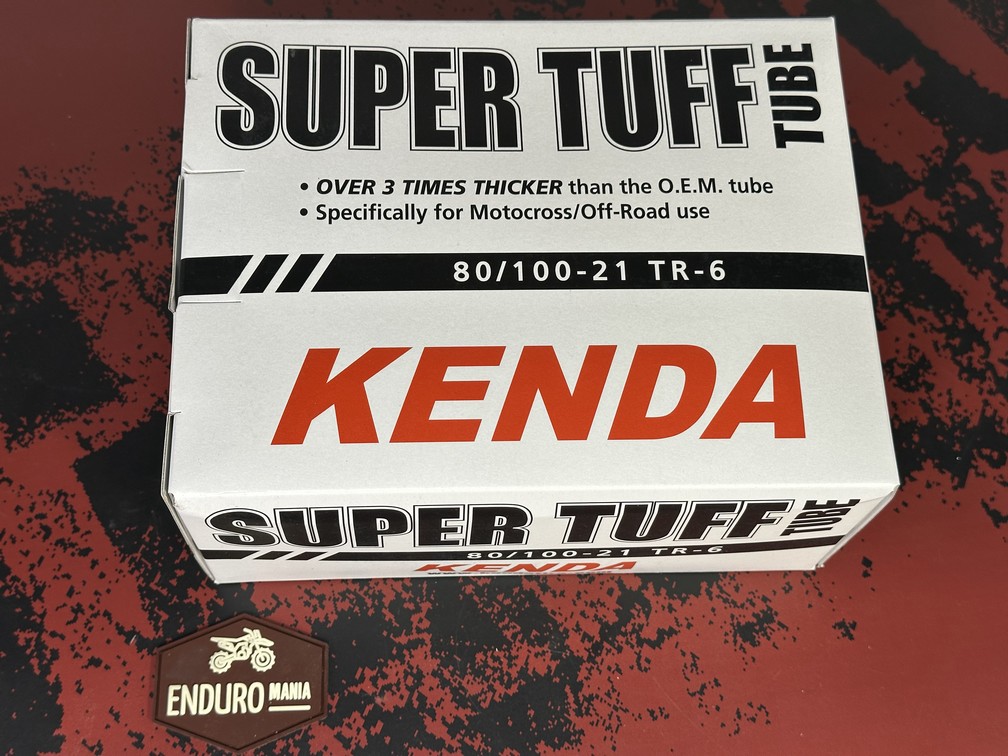 SUPER TUFF TUBE
• OVER 3 TIMES THICKER than the O.E.M. tube
• Specifically for Motocross/Off-Road use
80/100-21 TR-6
KENDA
SUPER TUFF TUBE
80/100-21 TR-6
KENDA
ENDURO MANIA